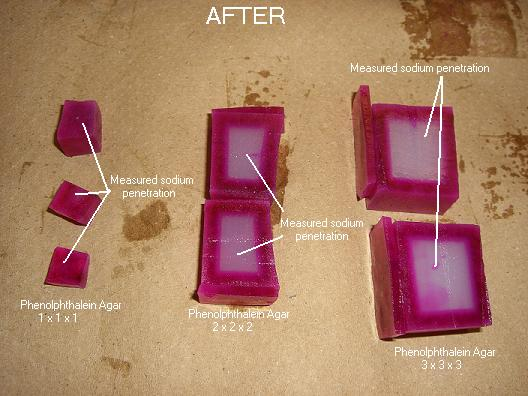 AFTER
Measured sodium penetration
Measured sodium
penetration
Measured sodium
penetration
Phenolphthalein Agar
1 x 1 x 1
Phenolphthalein Agar
2 x 2 x 2
Phenolphthalein Agar
3 x 3 x 3